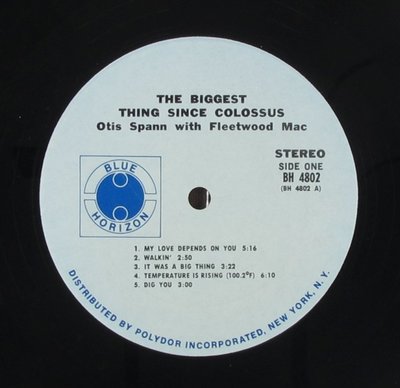 THE BIGGEST
THING SINCE COLOSSUS
Otis Spann with Fleetwood Mac
STEREO
SIDE ONE
BH 4802
(BH 4802 A)
BLUE
HORIZON
1. MY LOVE DEPENDS ON YOU 5:16
2. WALKIN' 2:50
3. IT WAS A BIG THING 3:22
4. TEMPERATURE IS RISING (100.2°F) 6:10
5. DIG YOU 3:00
DISTRIBUTED BY POLYDOR INCORPORATED, NEW YORK, N.Y.